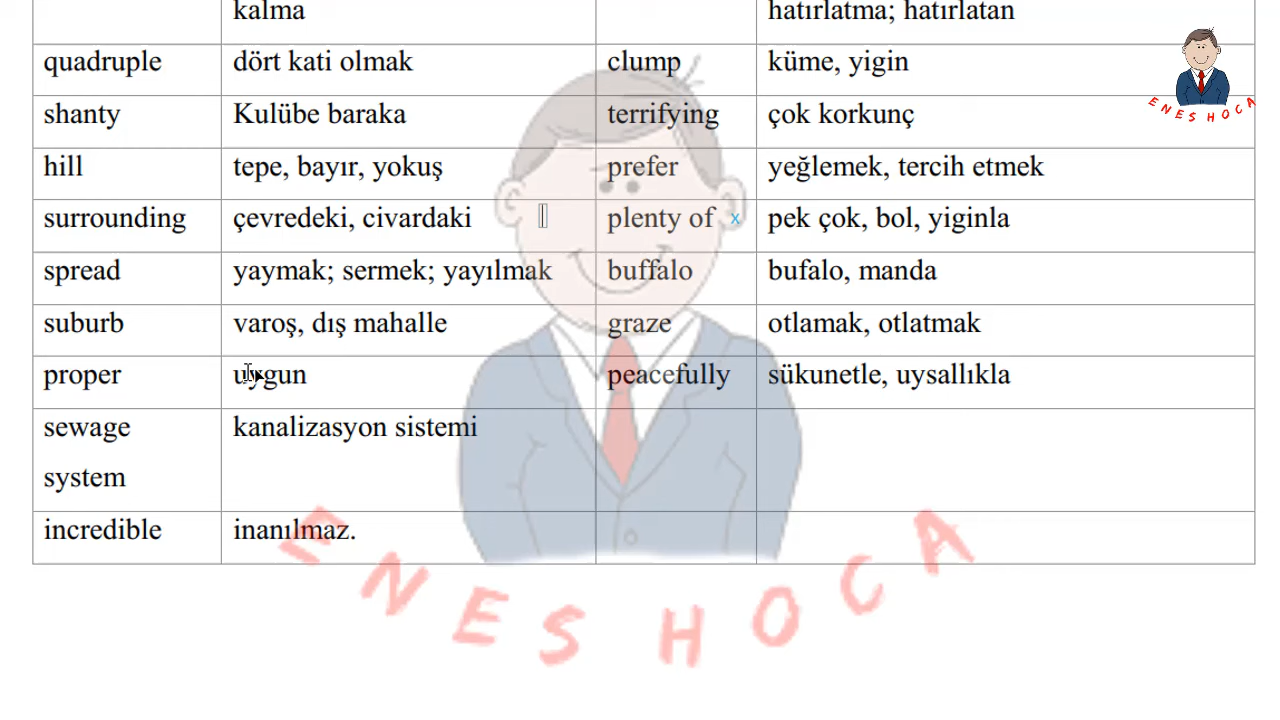 kalma hatırlatma; hatırlatan
quadruple dört kati olmak clump küme, yigin
shanty Kulübe baraka terrifying çok korkunç
hill tepe, bayır, yokuş prefer yeğlemek, tercih etmek
surrounding çevredeki, civardaki plenty of x pek çok, bol, yiginla
spread yaymak; sermek; yayılmak buffalo bufalo, manda
suburb varoş, dış mahalle graze otlamak, otlatmak
proper uygun peacefully sükunetle, uysallıkla
sewage kanalizasyon sistemi
system
incredible inanılmaz.
ENES HOCA
ENES HOCA